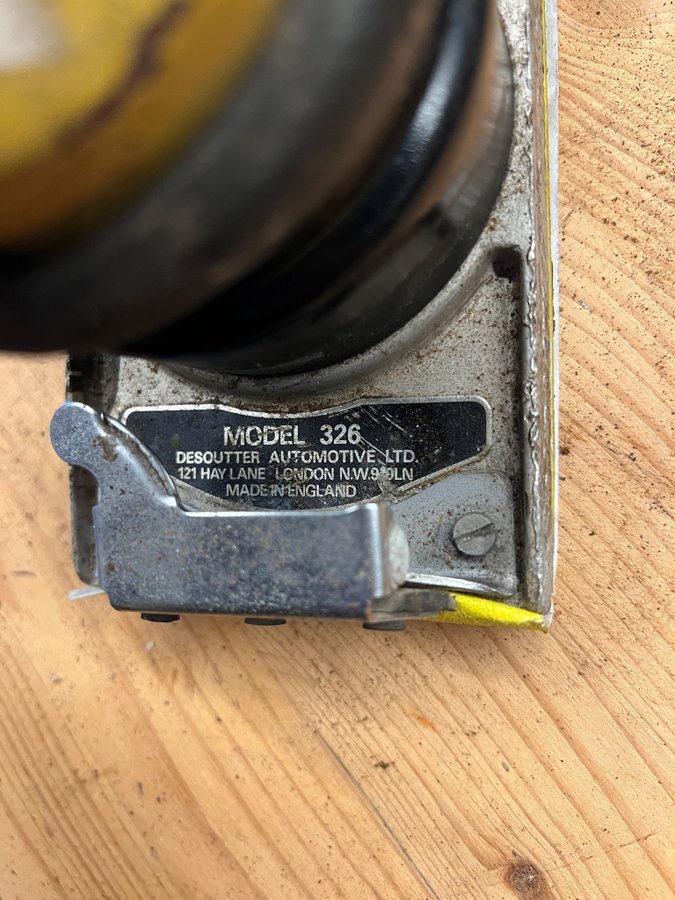 MODEL 326
DESOUTTER AUTOMOTIVE LTD.
121 HAY LANE LONDON N.W.9 9LN
MADE IN ENGLAND